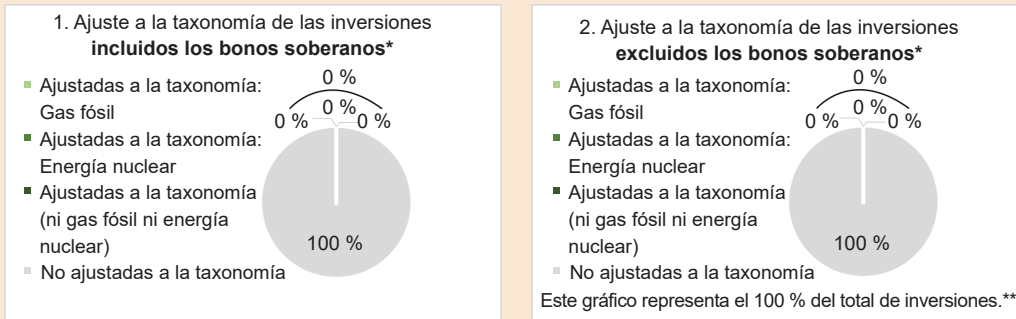 1. Ajuste a la taxonomía de las inversiones
incluidos los bonos soberanos*
Ajustadas a la taxonomía:
Gas fósil
Ajustadas a la taxonomía:
Energía nuclear
Ajustadas a la taxonomía
(ni gas fósil ni energía
nuclear)
No ajustadas a la taxonomía
0 %
0 %
0 %
0 %
100 %
2. Ajuste a la taxonomía de las inversiones
excluidos los bonos soberanos*
Ajustadas a la taxonomía:
Gas fósil
Ajustadas a la taxonomía:
Energía nuclear
Ajustadas a la taxonomía
(ni gas fósil ni energía
nuclear)
No ajustadas a la taxonomía
0 %
0 %
0 %
0 %
100 %
Este gráfico representa el 100 % del total de inversiones.**